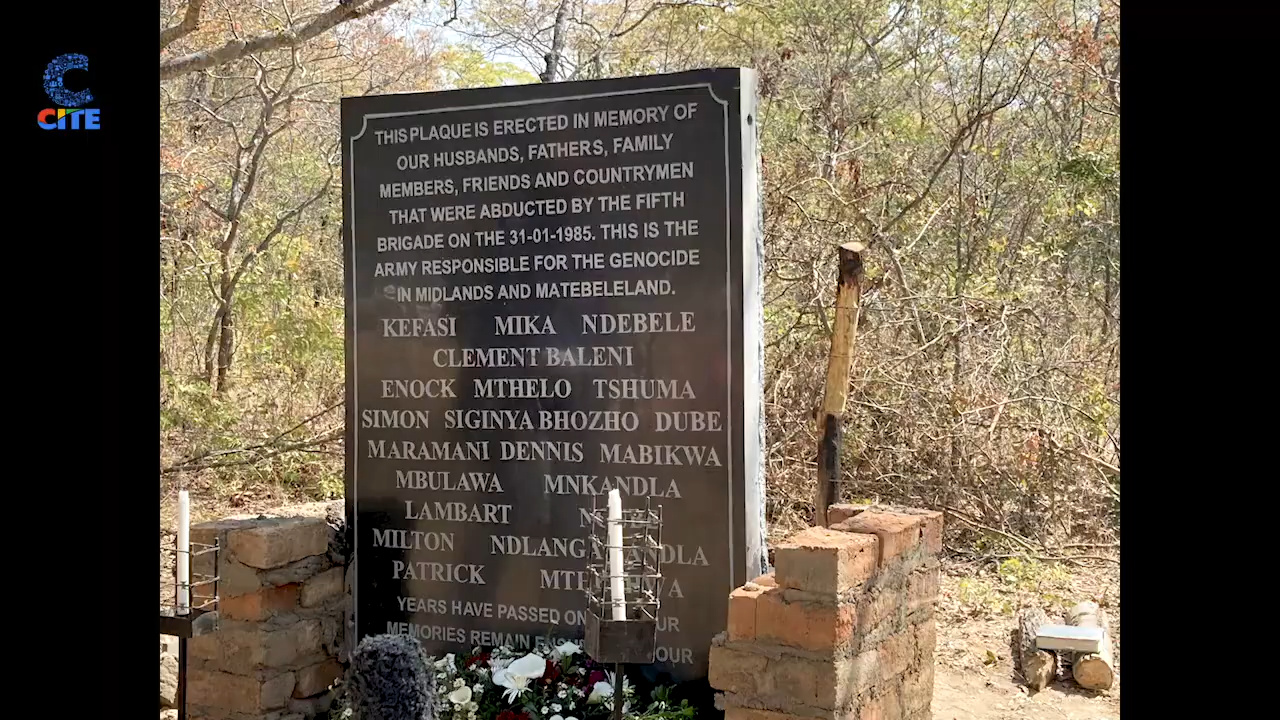 CITE
THIS PLAQUE IS ERECTED IN MEMORY OF
OUR HUSBANDS, FATHERS, FAMILY
MEMBERS, FRIENDS AND COUNTRYMEN
THAT WERE ABDUCTED BY THE FIFTH
BRIGADE ON THE 31-01-1985. THIS IS THE
ARMY RESPONSIBLE FOR THE GENOCIDE
IN MIDLANDS AND MATEBELELAND.
KEFASI MIKA NDEBELE
CLEMENT BALENI
ENOCK MTHELO TSHUMA
SIMON SIGINYA BHOZHO DUBE
MARAMANI DENNIS MABIKWA
MBULAWA MNKANDLA
LAMBART
MILTON
PATRICK
YEARS HAVE PASSED ON
MEMORIES REMAIN
OUR